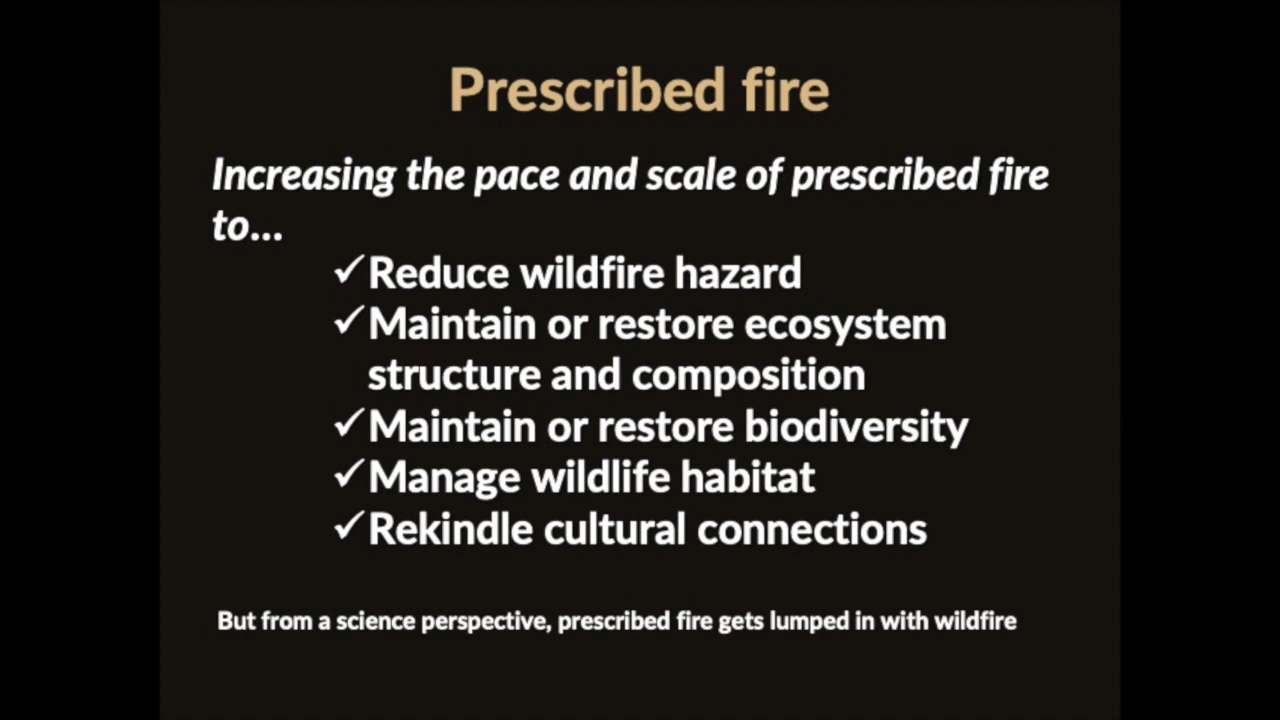 Prescribed fire
Increasing the pace and scale of prescribed fire
to...
✓Reduce wildfire hazard
✓Maintain or restore ecosystem
structure and composition
✓Maintain or restore biodiversity
✓Manage wildlife habitat
✓Rekindle cultural connections
But from a science perspective, prescribed fire gets lumped in with wildfire